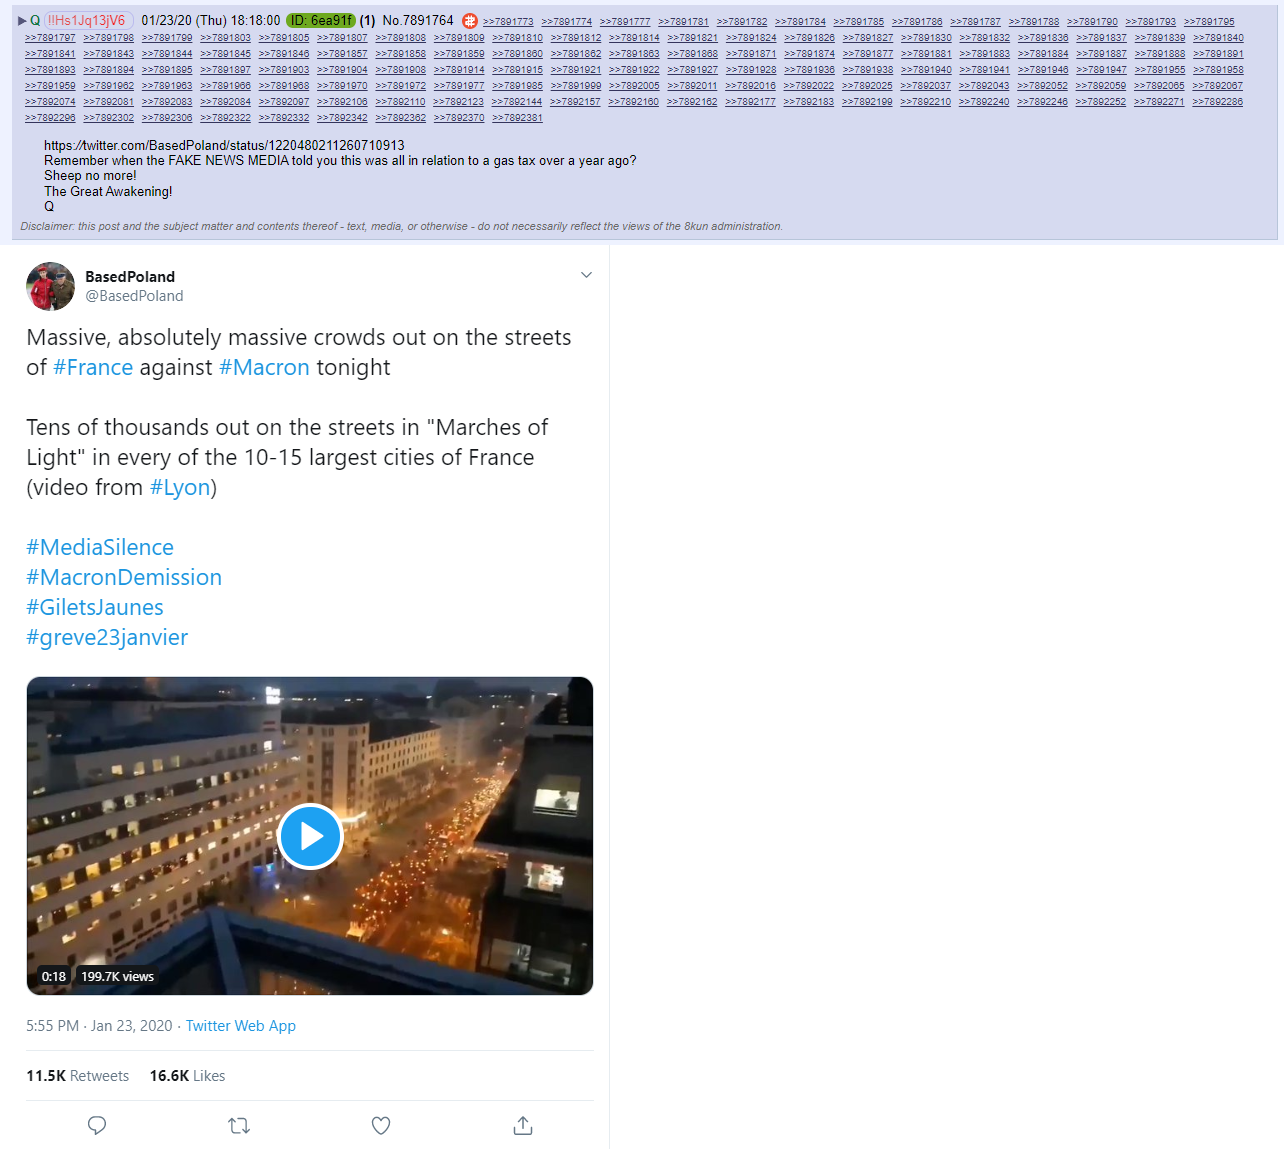 ▶ Q !!Hs1Jq13jV6 01/23/20 (Thu) 18:18:00 ID: 6ea91f (1) No.7891764 >>7891773 >>7891774 >>7891777 >>7891781 >>7891782 >>7891784 >>7891785 >>7891786 >>7891787 >>7891788 >>7891790 >>7891793 >>7891795
>>7891797 >>7891798 >>7891799 >>7891803 >>7891805 >>7891807 >>7891808 >>7891809 >>7891810 >>7891812 >>7891814 >>7891821 >>7891824 >>7891826 >>7891827 >>7891830 >>7891832 >>7891836 >>7891837 >>7891839 >>7891840
>>7891841 >>7891843 >>7891844 >>7891845 >>7891846 >>7891857 >>7891858 >>7891859 >>7891860 >>7891862 >>7891863 >>7891868 >>7891871 >>7891874 >>7891877 >>7891881 >>7891883 >>7891884 >>7891887 >>7891888 >>7891891
>>7891893 >>7891894 >>7891895 >>7891897 >>7891903 >>7891904 >>7891908 >>7891914 >>7891915 >>7891921 >>7891922 >>7891927 >>7891928 >>7891936 >>7891938 >>7891940 >>7891941 >>7891946 >>7891947 >>7891955 >>7891958
>>7891959 >>7891962 >>7891963 >>7891966 >>7891968 >>7891970 >>7891972 >>7891977 >>7891985 >>7891999 >>7892005 >>7892011 >>7892016 >>7892022 >>7892025 >>7892037 >>7892043 >>7892052 >>7892059 >>7892065 >>7892067
>>7892074 >>7892081 >>7892083 >>7892084 >>7892097 >>7892106 >>7892110 >>7892123 >>7892144 >>7892157 >>7892160 >>7892162 >>7892177 >>7892183 >>7892199 >>7892210 >>7892240 >>7892246 >>7892252 >>7892271 >>7892286
>>7892296 >>7892302 >>7892306 >>7892322 >>7892332 >>7892342 >>7892362 >>7892370 >>7892381
https://twitter.com/BasedPoland/status/1220480211260710913
Remember when the FAKE NEWS MEDIA told you this was all in relation to a gas tax over a year ago?
Sheep no more!
The Great Awakening!
Q
Disclaimer: this post and the subject matter and contents thereof - text, media, or otherwise - do not necessarily reflect the views of the 8kun administration.
BasedPoland
@BasedPoland
Massive, absolutely massive crowds out on the streets
of #France against #Macron tonight
Tens of thousands out on the streets in "Marches of
Light" in every of the 10-15 largest cities of France
(video from #Lyon)
#MediaSilence
#MacronDemission
#GiletsJaunes
#greve23janvier
0:18 199.7K views
5:55 PM · Jan 23, 2020 · Twitter Web App
11.5K Retweets 16.6K Likes